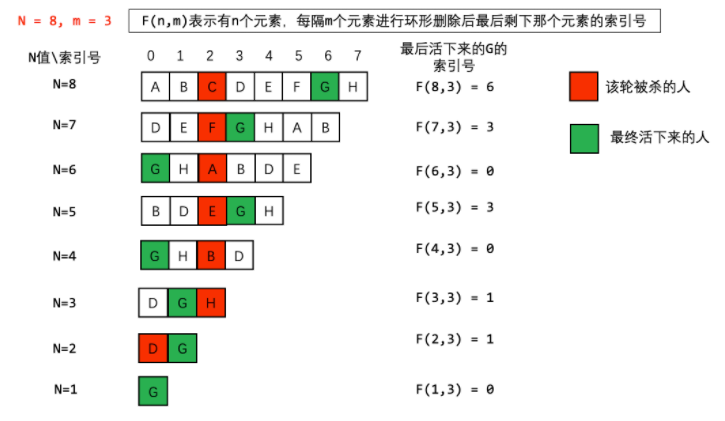 N = 8, m = 3
F(n,m)表示有n个元素，每隔m个元素进行环形删除后最后剩下那个元素的索引号
N值\索引号 0 1 2 3 4 5 6 7 最后活下来的G的索引号
N=8 A B C D E F G H F(8,3) = 6
该轮被杀的人
N=7 D E F G H A B F(7,3) = 3
最终活下来的人
N=6 G H A B D E F(6,3) = 0
N=5 B D E G H F(5,3) = 3
N=4 G H B D F(4,3) = 0
N=3 D G H F(3,3) = 1
N=2 D G F(2,3) = 1
N=1 G F(1,3) = 0